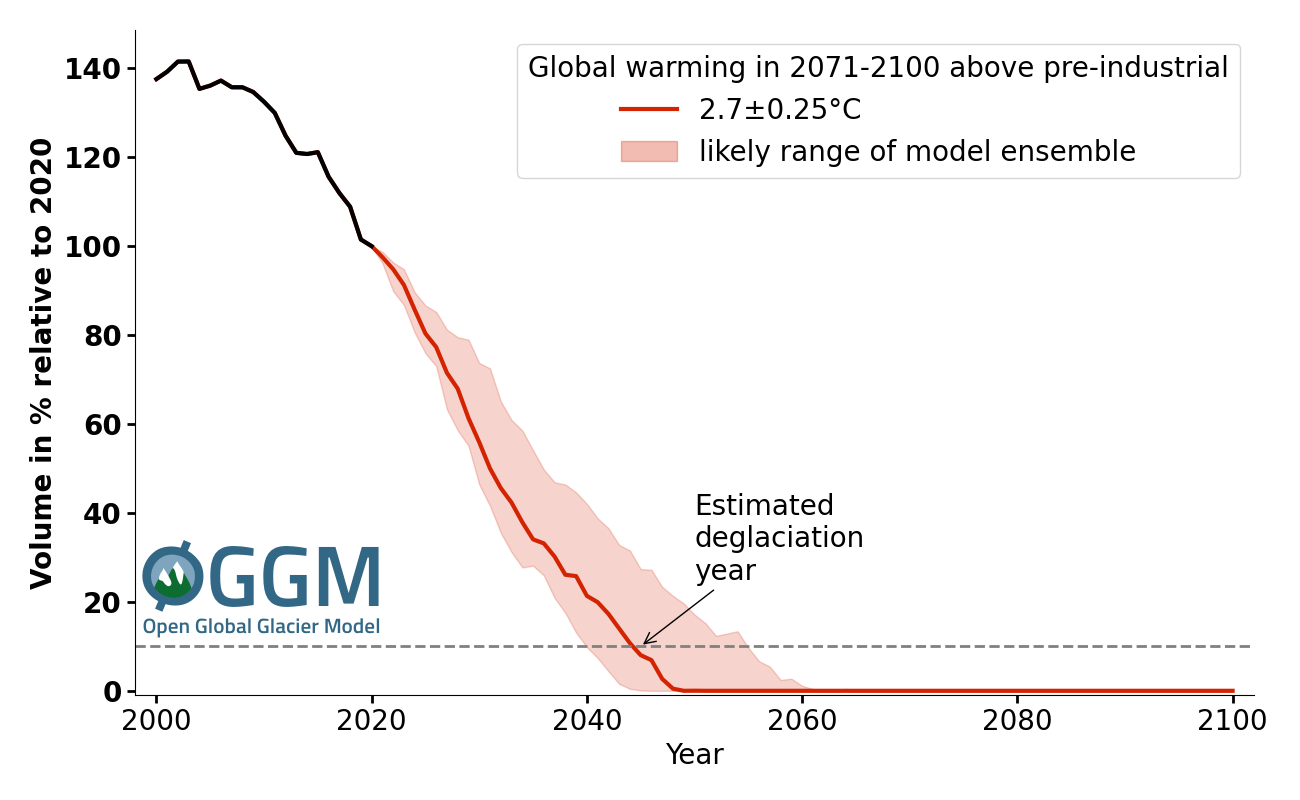 Global warming in 2071-2100 above pre-industrial
2.7±0.25°C
likely range of model ensemble
Volume in % relative to 2020
140
120
100
80
60
40
20
0
Estimated
deglaciation
year
OGGM
Open Global Glacier Model
2000
2020
2040
2060
2080
2100
Year